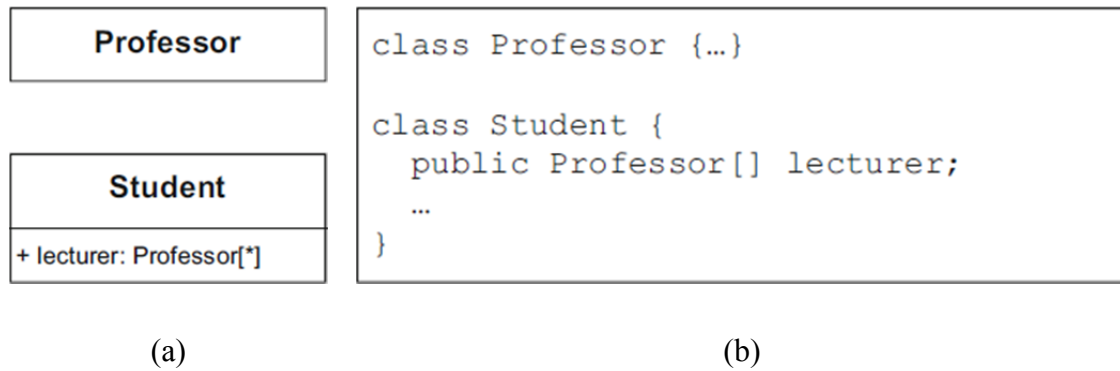 Professor
Student
+ lecturer: Professor[*]
class Professor {…}
class Student {
public Professor[] lecturer;
…
}
(a)
(b)